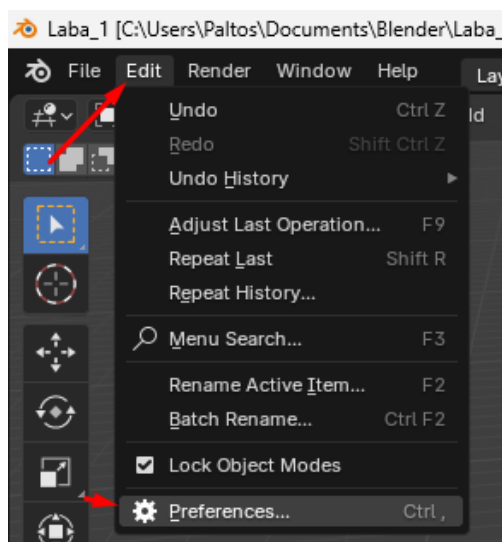 Laba_1 [C:\Users\Paltos\Documents\Blender\Laba_
File Edit Render Window Help Lay
Undo Ctrl Z ld
Redo Shift Ctrl Z
Undo History
Adjust Last Operation... F9
Repeat Last Shift R
Repeat History...
Menu Search... F3
Rename Active Item... F2
Batch Rename... Ctrl F2
Lock Object Modes
Preferences... Ctrl ,